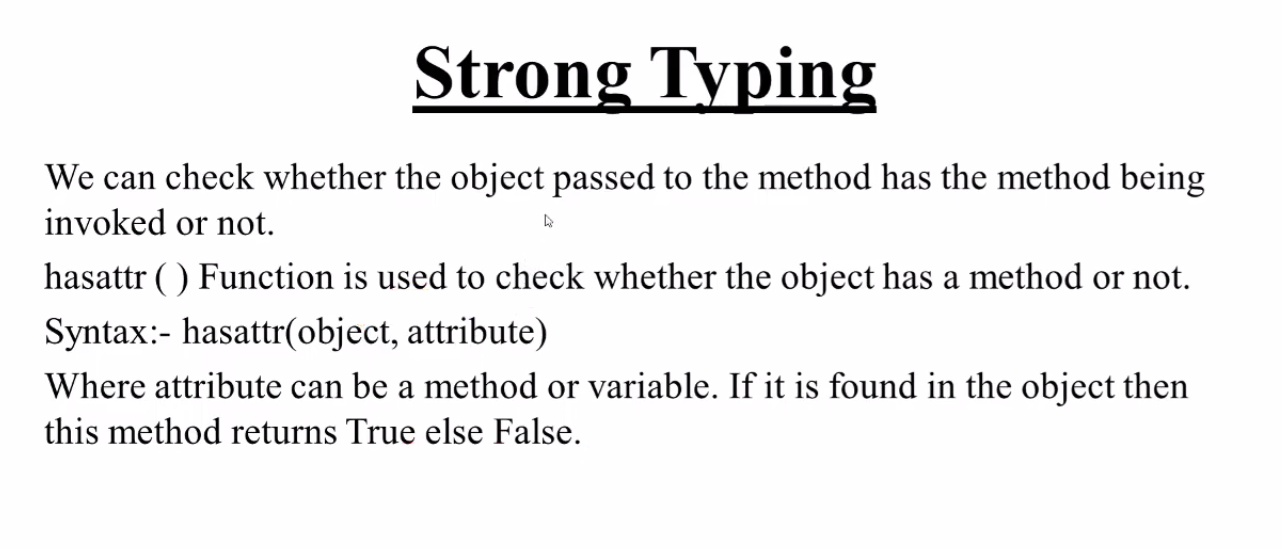 Strong Typing
We can check whether the object passed to the method has the method being
invoked or not.
hasattr ( ) Function is used to check whether the object has a method or not.
Syntax:- hasattr(object, attribute)
Where attribute can be a method or variable. If it is found in the object then
this method returns True else False.